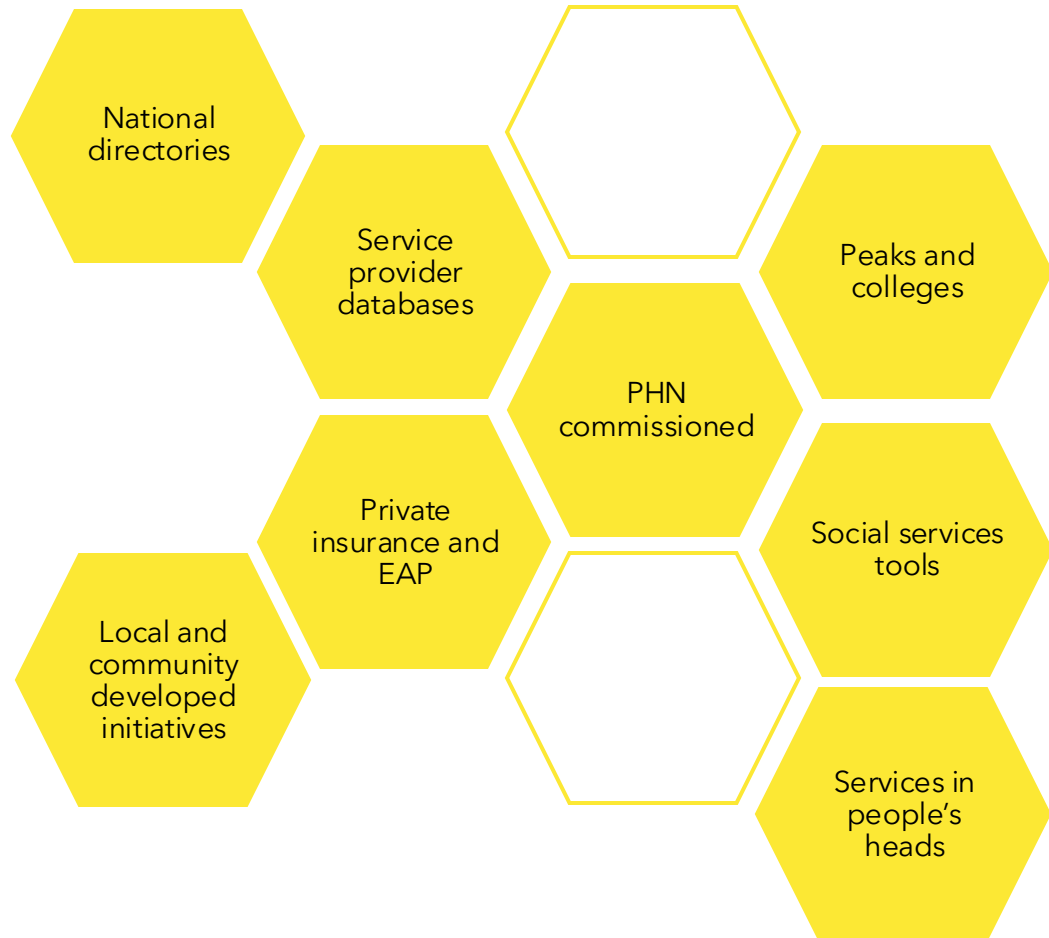 National
directories
Service
provider
databases
Peaks and
colleges
PHN
commissioned
Private
insurance and
EAP
Social services
tools
Local and
community
developed
initiatives
Services in
people’s
heads